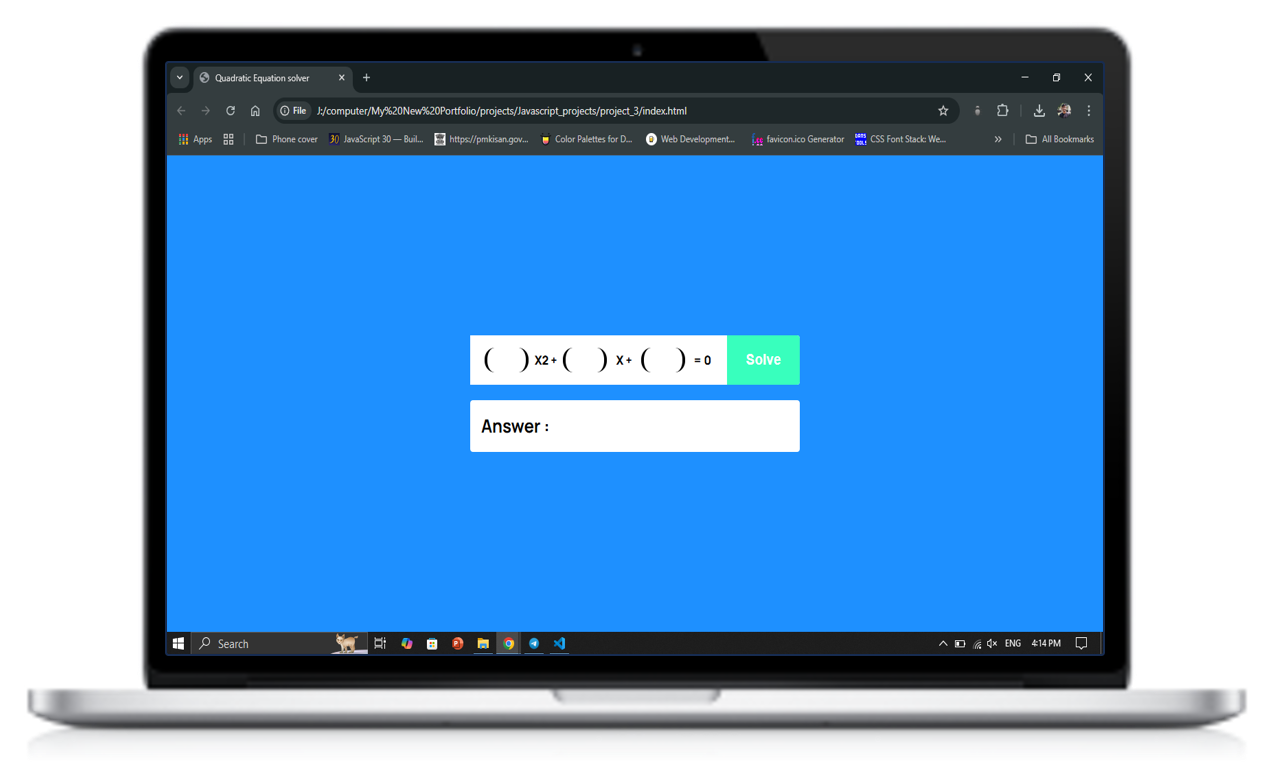 Quadratic Equation solver
File J:/computer/My%20New%20Portfolio/projects/Javascript_projects/project_3/index.html
Apps Phone cover 30 JavaScript 30 — Buil... https://pmkisan.gov... Color Palettes for D... Web Development... favicon.ico Generator CSS Font Stack: We... All Bookmarks
( ) X2 + ( ) X + ( ) = 0 Solve
Answer :
Search ENG 4:14 PM